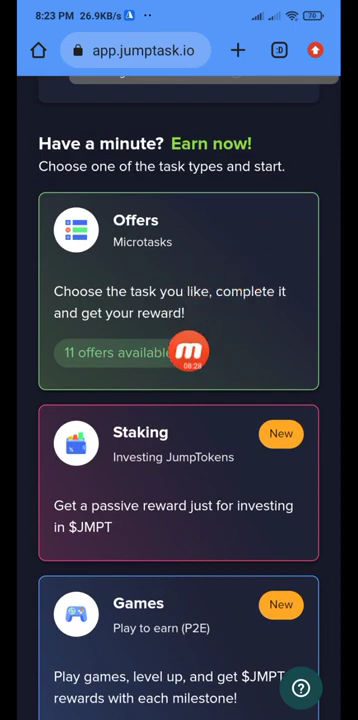 8:23 PM 26.9KB/s
70
app.jumptask.io
:D
Have a minute? Earn now!
Choose one of the task types and start.
Offers
Microtasks
Choose the task you like, complete it
and get your reward!
11 offers available
08:28
Staking
New
Investing JumpTokens
Get a passive reward just for investing
in $JMPT
Games
New
Play to earn (P2E)
Play games, level up, and get $JMPT
rewards with each milestone!